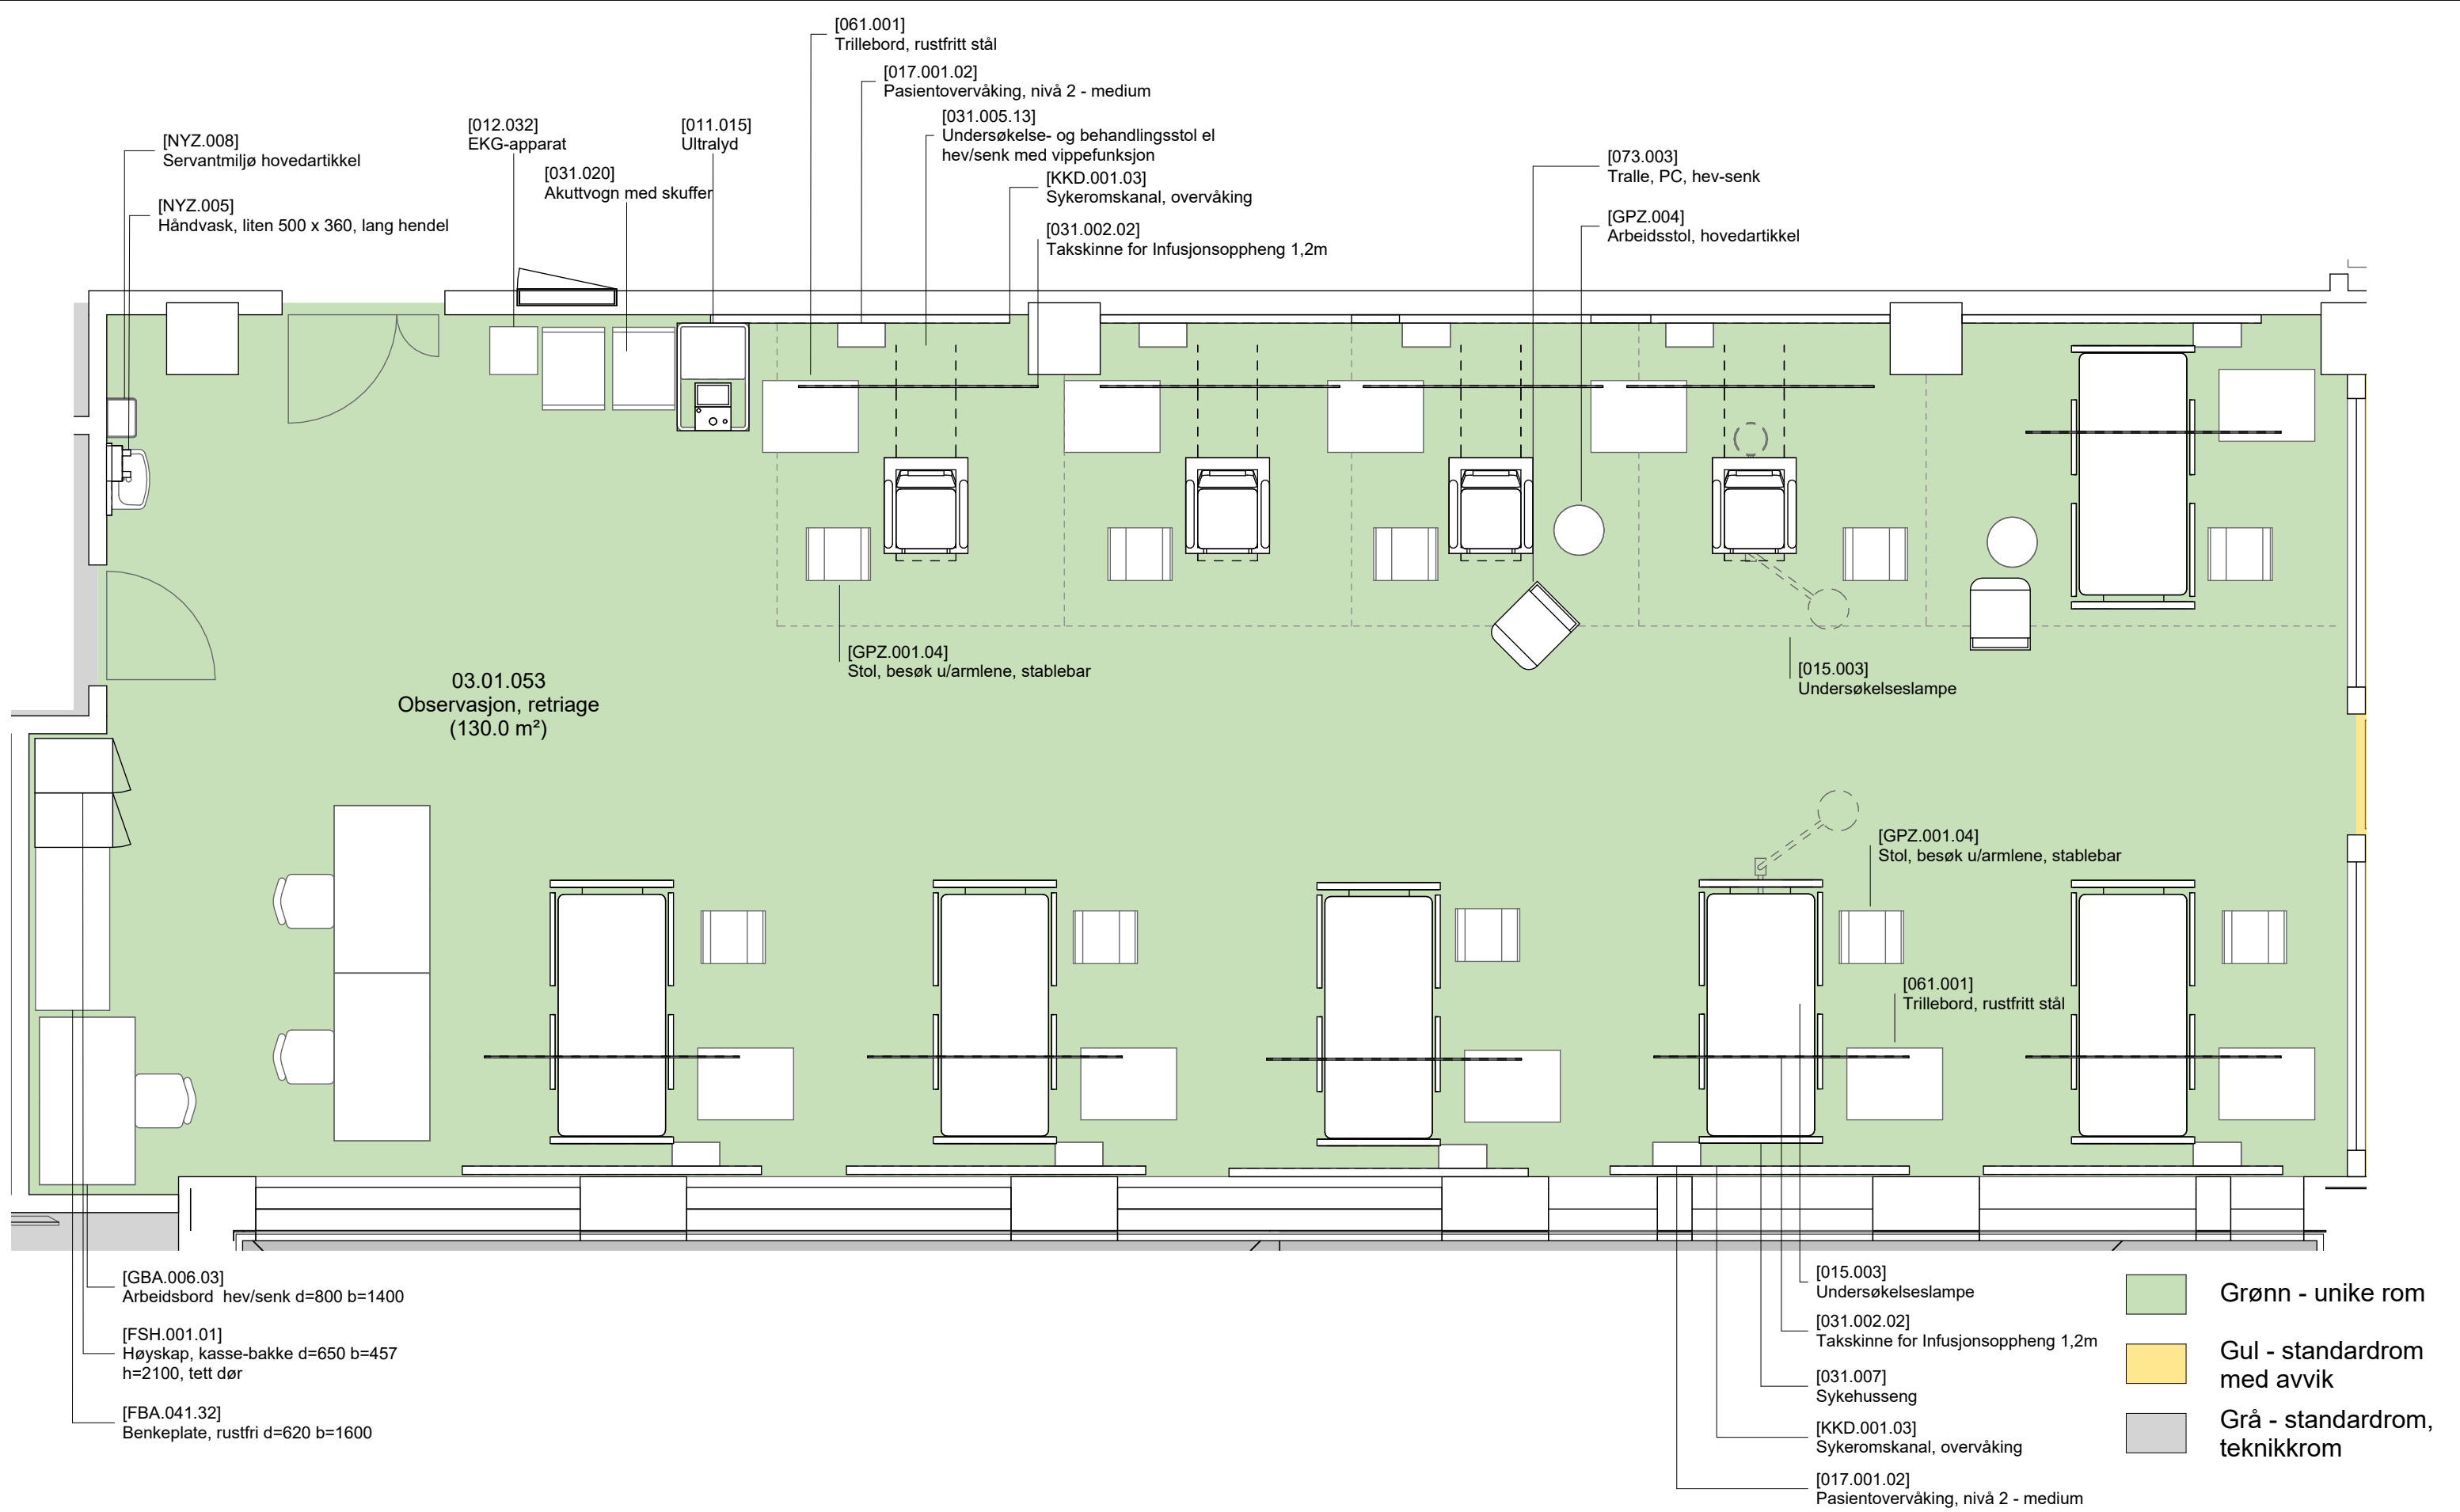 [061.001]
Trillebord, rustfritt stål
[017.001.02]
Pasientovervåking, nivå 2 - medium
[031.005.13]
Undersøkelse- og behandlingsstol el
hev/senk med vippefunksjon
[KKD.001.03]
Sykeromskanal, overvåking
[031.002.02]
Takskinne for Infusjonsoppheng 1,2m
[NYZ.008]
Servantmiljø hovedartikkel
[NYZ.005]
Håndvask, liten 500 x 360, lang hendel
[012.032]
EKG-apparat
[031.020]
Akuttvogn med skuffer
[011.015]
Ultralyd
[073.003]
Tralle, PC, hev-senk
[GPZ.004]
Arbeidsstol, hovedartikkel
[GPZ.001.04]
Stol, besøk u/armlene, stablebar
[015.003]
Undersøkelseslampe
03.01.053
Observasjon, retriage
(130.0 m²)
[GPZ.001.04]
Stol, besøk u/armlene, stablebar
[061.001]
Trillebord, rustfritt stål
[GBA.006.03]
Arbeidsbord  hev/senk d=800 b=1400
[FSH.001.01]
Høyskap, kasse-bakke d=650 b=457
h=2100, tett dør
[FBA.041.32]
Benkeplate, rustfri d=620 b=1600
[015.003]
Undersøkelseslampe
[031.002.02]
Takskinne for Infusjonsoppheng 1,2m
[031.007]
Sykehusseng
[KKD.001.03]
Sykeromskanal, overvåking
[017.001.02]
Pasientovervåking, nivå 2 - medium
Grønn - unike rom
Gul - standardrom
med avvik
Grå - standardrom,
teknikkrom